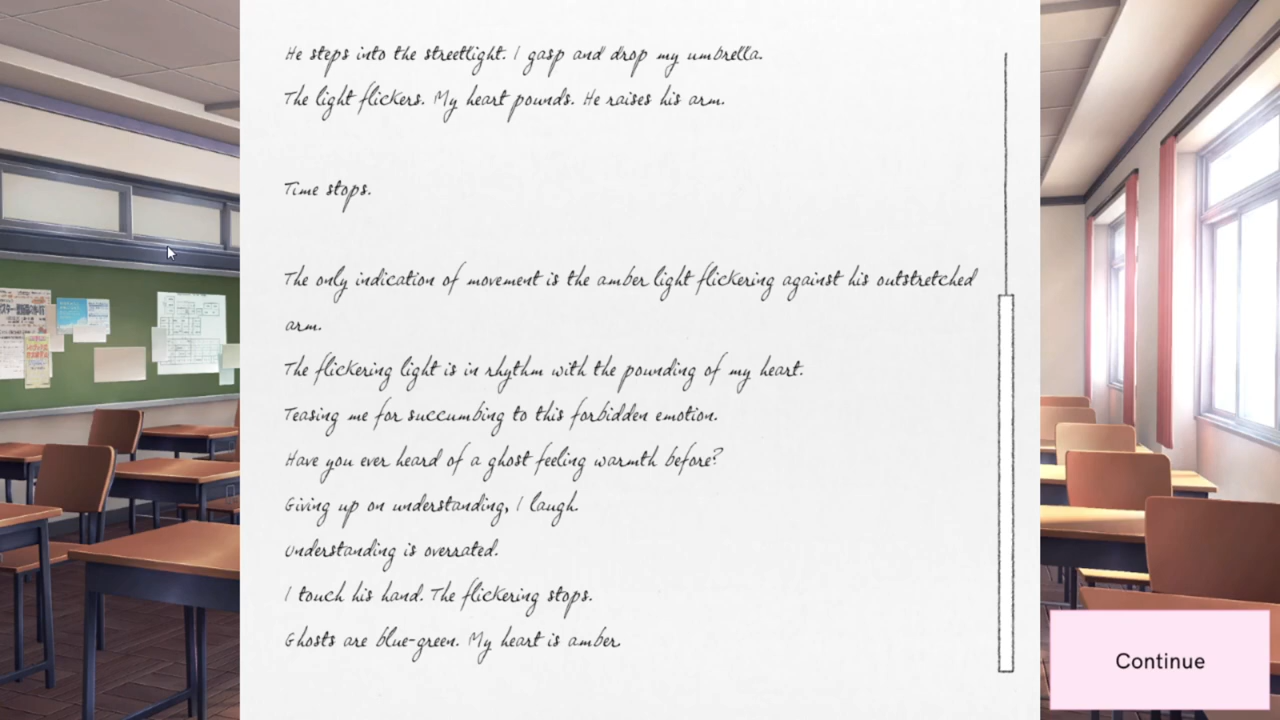 He steps into the streetlight. I gasp and drop my umbrella.
The light flickers. My heart pounds. He raises his arm.
Time stops.
The only indication of movement is the amber light flickering against his outstretched
arm.
The flickering light is in rhythm with the pounding of my heart.
Teasing me for succumbing to this forbidden emotion.
Have you ever heard of a ghost feeling warmth before?
Giving up on understanding, I laugh.
Understanding is overrated.
I touch his hand. The flickering stops.
Ghosts are blue-green. My heart is amber.
Continue